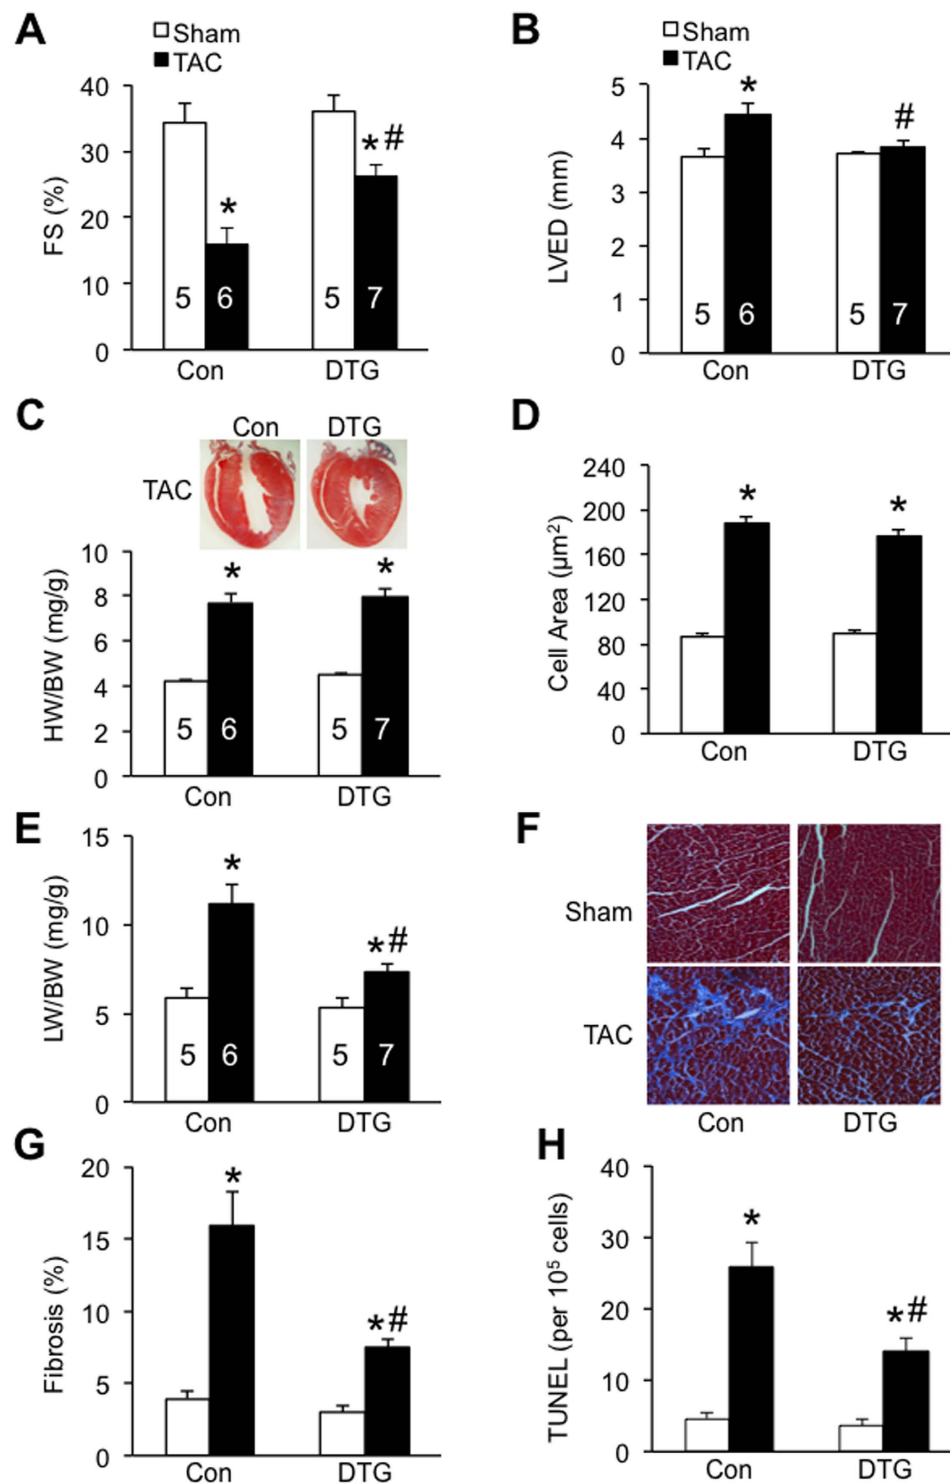 A
Sham
TAC
FS (%)
40
30
20
10
0
*
*#
5
6
5
7
Con
DTG
B
Sham
TAC
LVED (mm)
5
4
3
2
1
0
*
#
5
6
5
7
Con
DTG
C
Con
DTG
TAC
HW/BW (mg/g)
10
8
6
4
2
0
*
*
5
6
5
7
Con
DTG
D
Cell Area (μm²)
240
200
160
120
80
40
0
*
*
Con
DTG
E
LW/BW (mg/g)
15
10
5
0
*
*#
5
6
5
7
Con
DTG
F
Sham
TAC
Con
DTG
G
Fibrosis (%)
20
15
10
5
0
*
*#
Con
DTG
H
TUNEL (per 10⁵ cells)
40
30
20
10
0
*
*#
Con
DTG